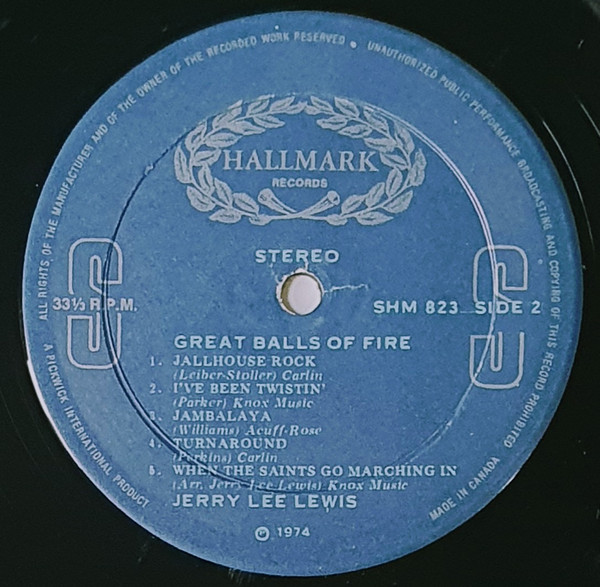 ALL RIGHTS OF THE MANUFACTURER AND OF THE OWNER OF THE RECORDED WORK RESERVED • UNAUTHORIZED PUBLIC PERFORMANCE BROADCASTING AND COPYING OF THIS RECORD PROHIBITED
HALLMARK
RECORDS
STEREO
33⅓ R.P.M.
SHM 823 SIDE 2
GREAT BALLS OF FIRE
1. JALLHOUSE ROCK
(Leiber-Stoller) Carlin
2. I'VE BEEN TWISTIN'
(Parker) Knox Music
3. JAMBALAYA
(Williams) Acuff-Rose
4. TURNAROUND
(Perkins) Carlin
5. WHEN THE SAINTS GO MARCHING IN
(Arr. Jerry Lee Lewis) Knox Music
JERRY LEE LEWIS
℗ 1974
A PICKWICK INTERNATIONAL PRODUCT
MADE IN CANADA